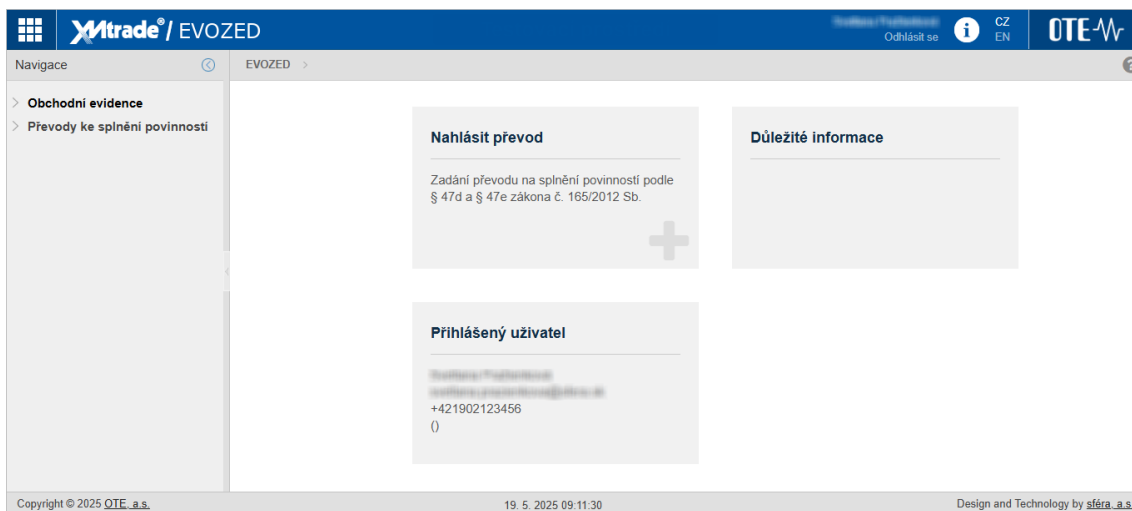 XMtrade®/ EVOZED
Odhlásit se
i
CZ
EN
OTE
Navigace
EVOZED >
?
> Obchodní evidence
> Převody ke splnění povinností
Nahlásit převod
Zadání převodu na splnění povinností podle
§ 47d a § 47e zákona č. 165/2012 Sb.
Důležité informace
Přihlášený uživatel
+421902123456
()
Copyright © 2025 OTE, a.s.
19. 5. 2025 09:11:30
Design and Technology by sféra, a.s.